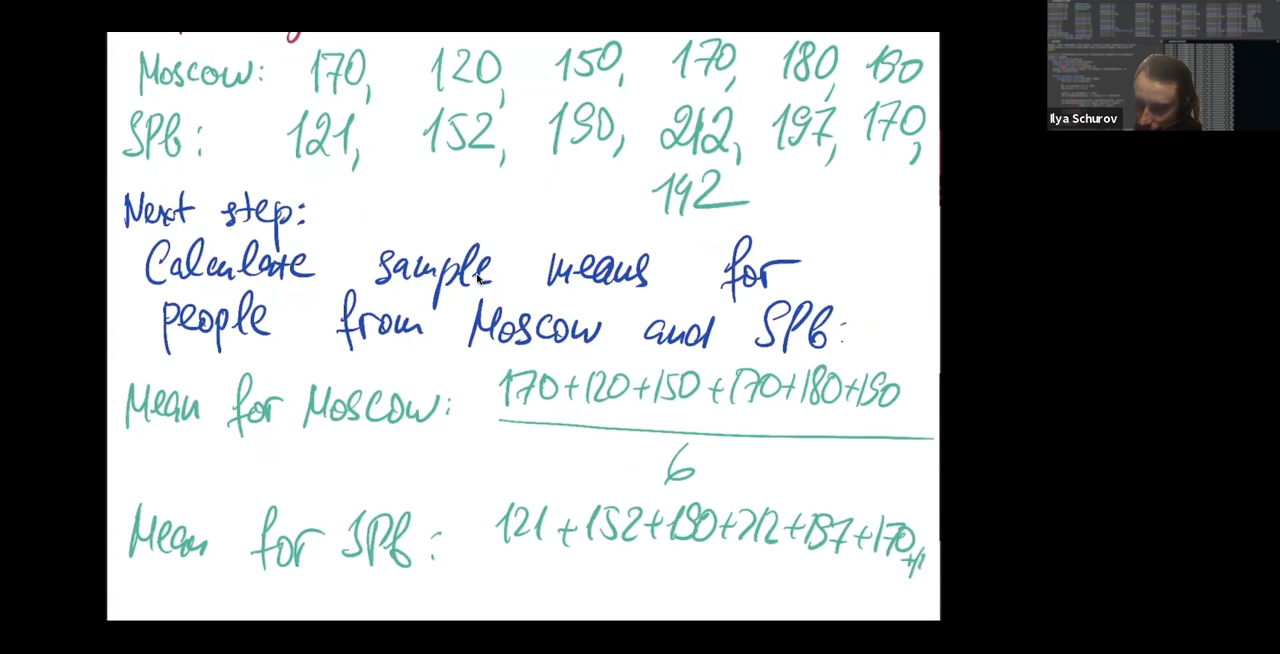 Moscow: 170, 120, 150, 170, 180, 190
SPb: 121, 152, 190, 212, 197, 170,
192
Next step:
Calculate sample means for
people from Moscow and SPb:
Mean for Moscow: 170+120+150+170+180+190
6
Mean for SPb: 121+152+190+212+197+170
Ilya Schurov